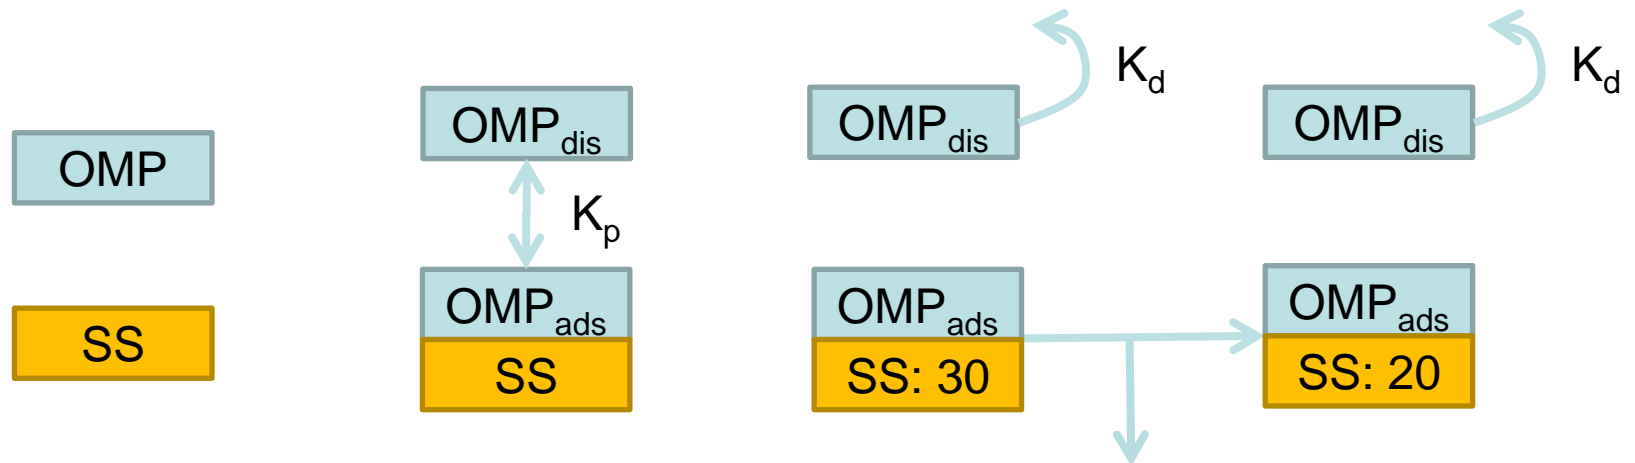 OMP
SS
OMPdis
Kp
OMPads
SS
OMPdis
Kd
OMPads
SS: 30
OMPdis
Kd
OMPads
SS: 20